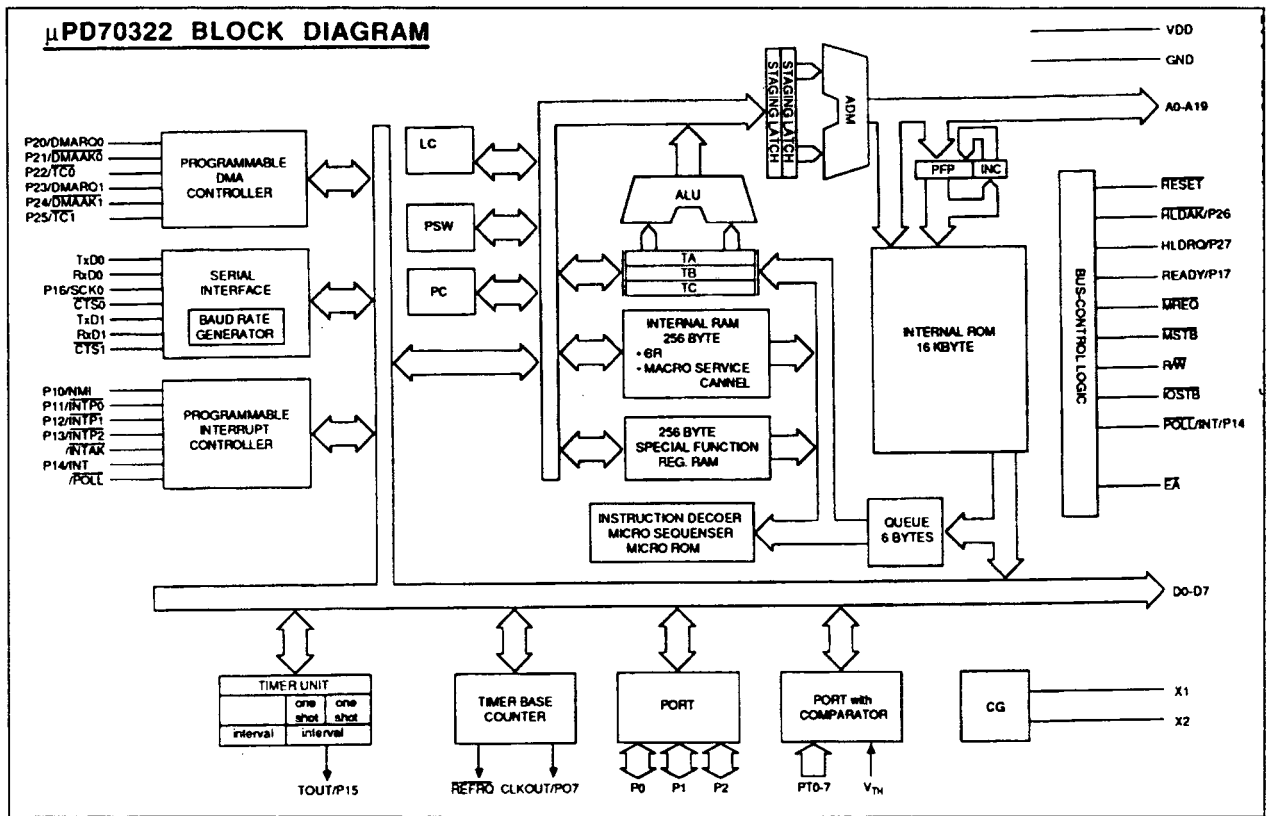 μPD70322 BLOCK DIAGRAM
VDD
GND
A0-A19
P20/DMARQ0
P21/DMAAK0
P22/TC0
P23/DMARQ1
P24/DMAAK1
P25/TC1
PROGRAMMABLE
DMA
CONTROLLER
LC
PSW
PC
STAGING LATCH
STAGING LATCH
ADM
ALU
TA
TB
TC
PFP
INC
TxD0
RxD0
P16/SCK0
CTS0
TxD1
RxD1
CTS1
SERIAL
INTERFACE
BAUD RATE
GENERATOR
INTERNAL RAM
256 BYTE
• BR
• MACRO SERVICE
CANNEL
INTERNAL ROM
16 KBYTE
BUS-CONTROL LOGIC
RESET
HLDAK/P26
HLDRQ/P27
READY/P17
MREQ
MSTB
R/W
IOSTB
POLL/INT/P14
EA
P10/NMI
P11/INTP0
P12/INTP1
P13/INTP2
/INTAK
P14/INT
/POLL
PROGRAMMABLE
INTERRUPT
CONTROLLER
256 BYTE
SPECIAL FUNCTION
REG. RAM
INSTRUCTION DECOER
MICRO SEQUENSER
MICRO ROM
QUEUE
6 BYTES
D0-D7
TIMER UNIT
one one
shot shot
interval interval
TOUT/P15
TIMER BASE
COUNTER
REFRQ CLKOUT/PO7
PORT
P0 P1 P2
PORT with
COMPARATOR
PT0-7 VTH
CG
X1
X2